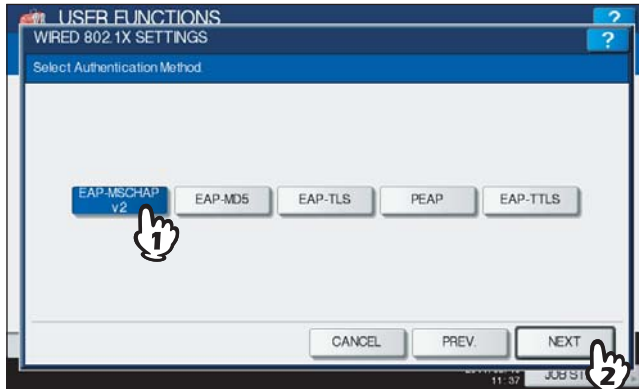 USER FUNCTIONS
?
WIRED 802.1X SETTINGS
?
Select Authentication Method.
EAP-MSCHAP
v2
EAP-MD5
EAP-TLS
PEAP
EAP-TTLS
1
CANCEL
PREV.
NEXT
2
11:37
JOB